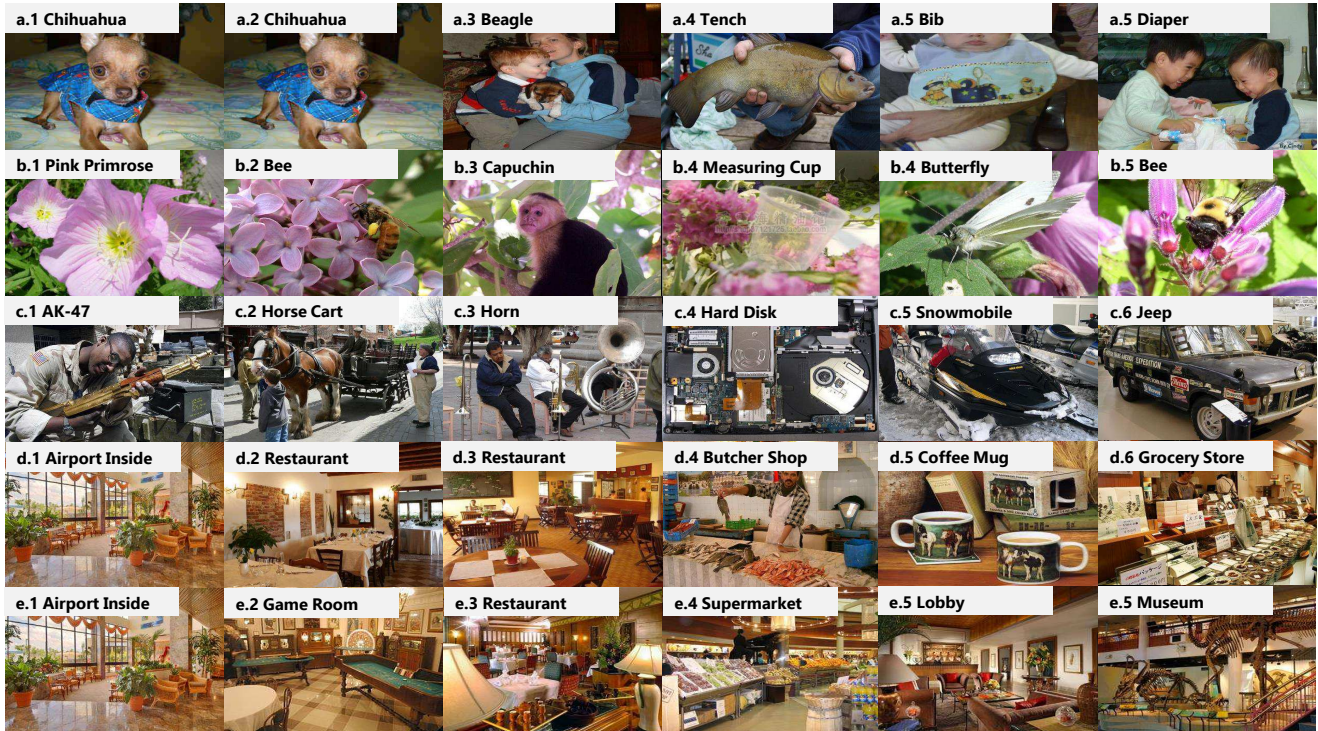 a.1 Chihuahua
a.2 Chihuahua
a.3 Beagle
a.4 Tench
a.5 Bib
a.5 Diaper
b.1 Pink Primrose
b.2 Bee
b.3 Capuchin
b.4 Measuring Cup
b.4 Butterfly
b.5 Bee
c.1 AK-47
c.2 Horse Cart
c.3 Horn
c.4 Hard Disk
c.5 Snowmobile
c.6 Jeep
EXPEDITION
d.1 Airport Inside
d.2 Restaurant
d.3 Restaurant
d.4 Butcher Shop
d.5 Coffee Mug
d.6 Grocery Store
e.1 Airport Inside
e.2 Game Room
e.3 Restaurant
e.4 Supermarket
e.5 Lobby
e.5 Museum